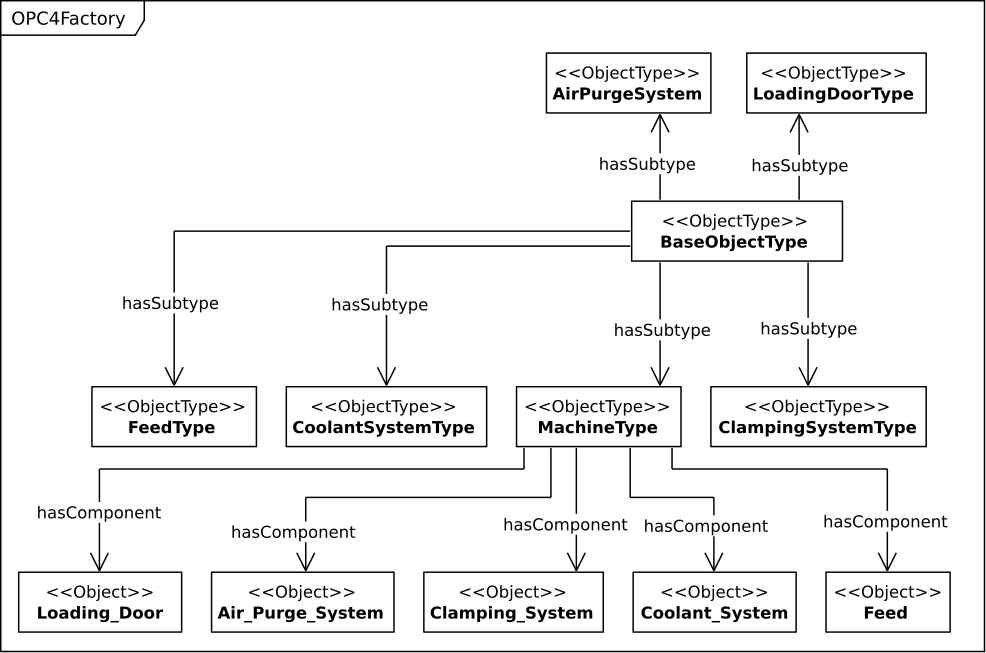 OPC4Factory
<<ObjectType>>
AirPurgeSystem
<<ObjectType>>
LoadingDoorType
hasSubtype
hasSubtype
<<ObjectType>>
BaseObjectType
hasSubtype
hasSubtype
hasSubtype
hasSubtype
<<ObjectType>>
FeedType
<<ObjectType>>
CoolantSystemType
<<ObjectType>>
MachineType
<<ObjectType>>
ClampingSystemType
hasComponent
hasComponent
hasComponent
hasComponent
hasComponent
<<Object>>
Loading_Door
<<Object>>
Air_Purge_System
<<Object>>
Clamping_System
<<Object>>
Coolant_System
<<Object>>
Feed